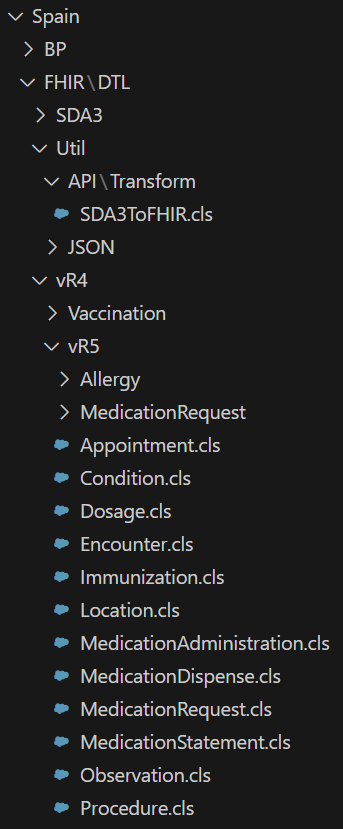 Spain
BP
FHIR\DTL
SDA3
Util
API\Transform
SDA3ToFHIR.cls
JSON
vR4
Vaccination
vR5
Allergy
MedicationRequest
Appointment.cls
Condition.cls
Dosage.cls
Encounter.cls
Immunization.cls
Location.cls
MedicationAdministration.cls
MedicationDispense.cls
MedicationRequest.cls
MedicationStatement.cls
Observation.cls
Procedure.cls